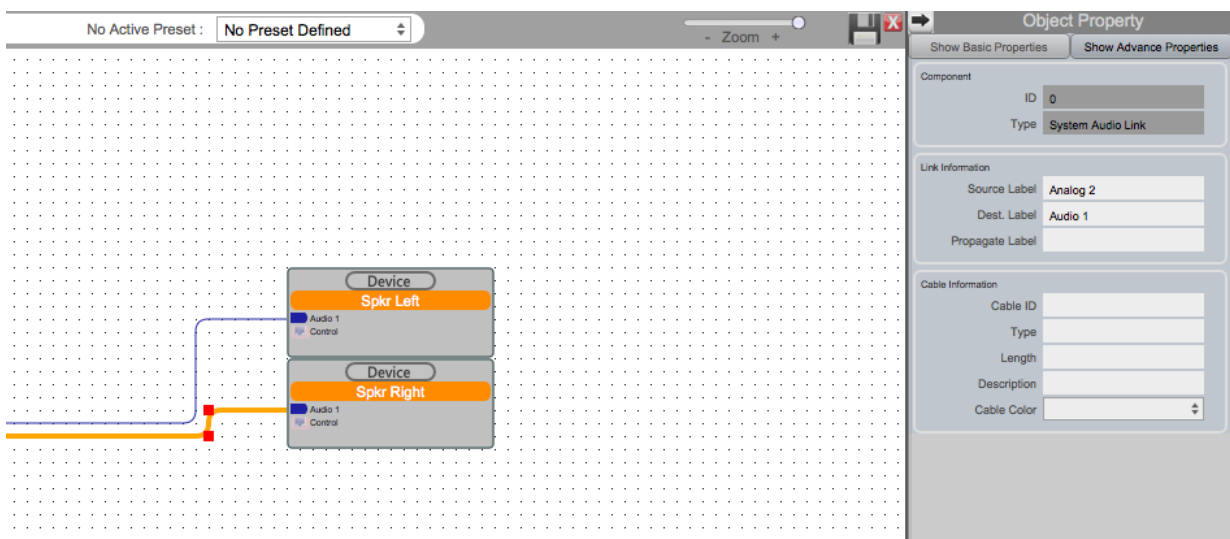 No Active Preset : No Preset Defined
- Zoom +
X
Device
Spkr Left
Audio 1
Control
Device
Spkr Right
Audio 1
Control
Object Property
Show Basic Properties Show Advance Properties
Component
ID 0
Type System Audio Link
Link Information
Source Label Analog 2
Dest. Label Audio 1
Propagate Label
Cable Information
Cable ID
Type
Length
Description
Cable Color